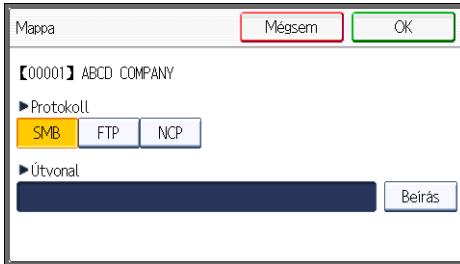 Mappa Mégsem OK
【00001】 ABCD COMPANY
▶Protokoll
SMB FTP NCP
▶Útvonal
Beírás